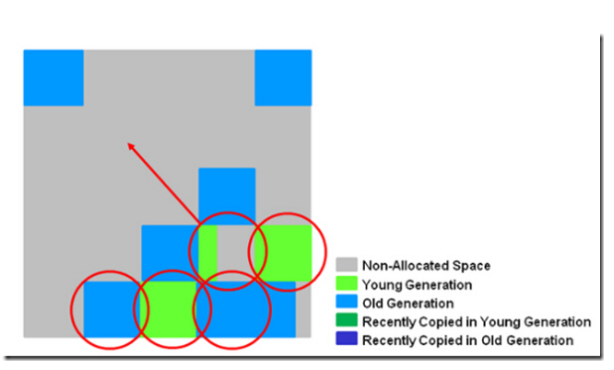 Non-Allocated Space
Young Generation
Old Generation
Recently Copied in Young Generation
Recently Copied in Old Generation